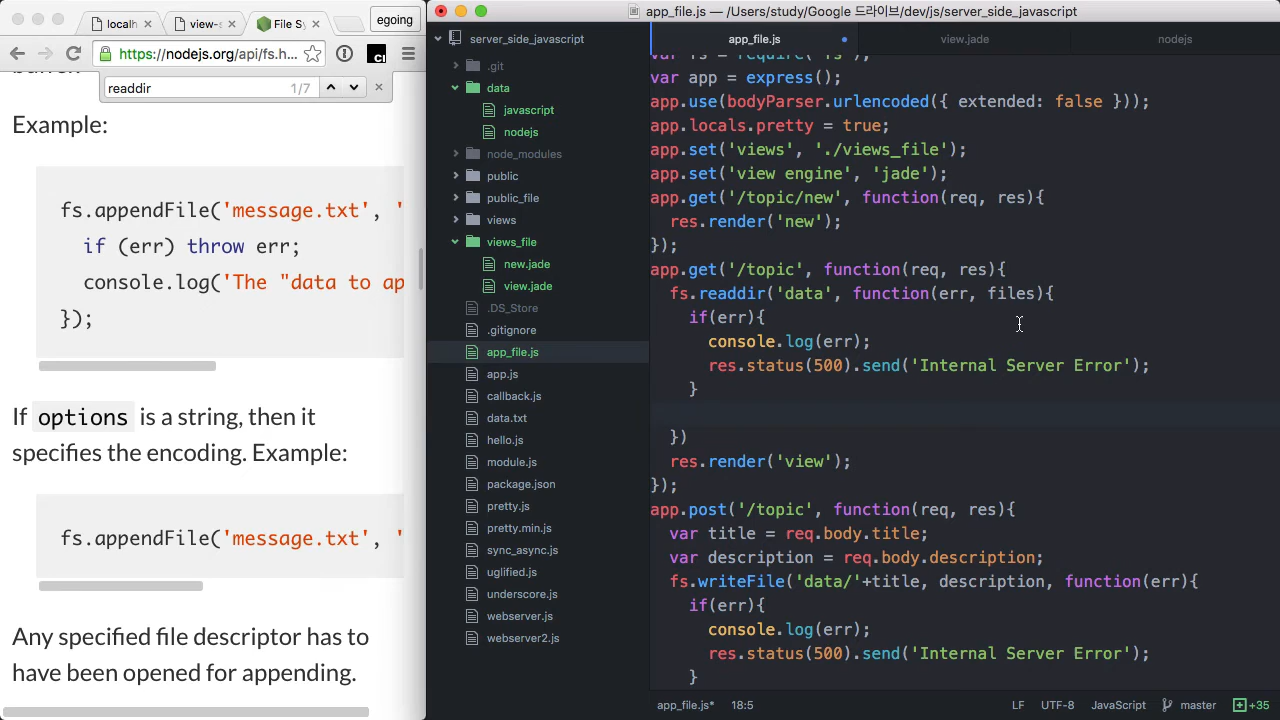 localh
view-s
File Sy
egoing
https://nodejs.org/api/fs.h...
readdir
1/7
Example:
fs.appendFile('message.txt', '
if (err) throw err;
console.log('The "data to ap
});
If options is a string, then it
specifies the encoding. Example:
fs.appendFile('message.txt', '
Any specified file descriptor has to
have been opened for appending.
app_file.js — /Users/study/Google 드라이브/dev/js/server_side_javascript
server_side_javascript
.git
data
javascript
nodejs
node_modules
public
public_file
views
views_file
new.jade
view.jade
.DS_Store
.gitignore
app_file.js
app.js
callback.js
data.txt
hello.js
module.js
package.json
pretty.js
pretty.min.js
sync_async.js
uglified.js
underscore.js
webserver.js
webserver2.js
app_file.js
view.jade
nodejs
var fs = require('fs');
var app = express();
app.use(bodyParser.urlencoded({ extended: false }));
app.locals.pretty = true;
app.set('views', './views_file');
app.set('view engine', 'jade');
app.get('/topic/new', function(req, res){
res.render('new');
});
app.get('/topic', function(req, res){
fs.readdir('data', function(err, files){
if(err){
console.log(err);
res.status(500).send('Internal Server Error');
}
})
res.render('view');
});
app.post('/topic', function(req, res){
var title = req.body.title;
var description = req.body.description;
fs.writeFile('data/'+title, description, function(err){
if(err){
console.log(err);
res.status(500).send('Internal Server Error');
}
app_file.js* 18:5
LF UTF-8 JavaScript master +35